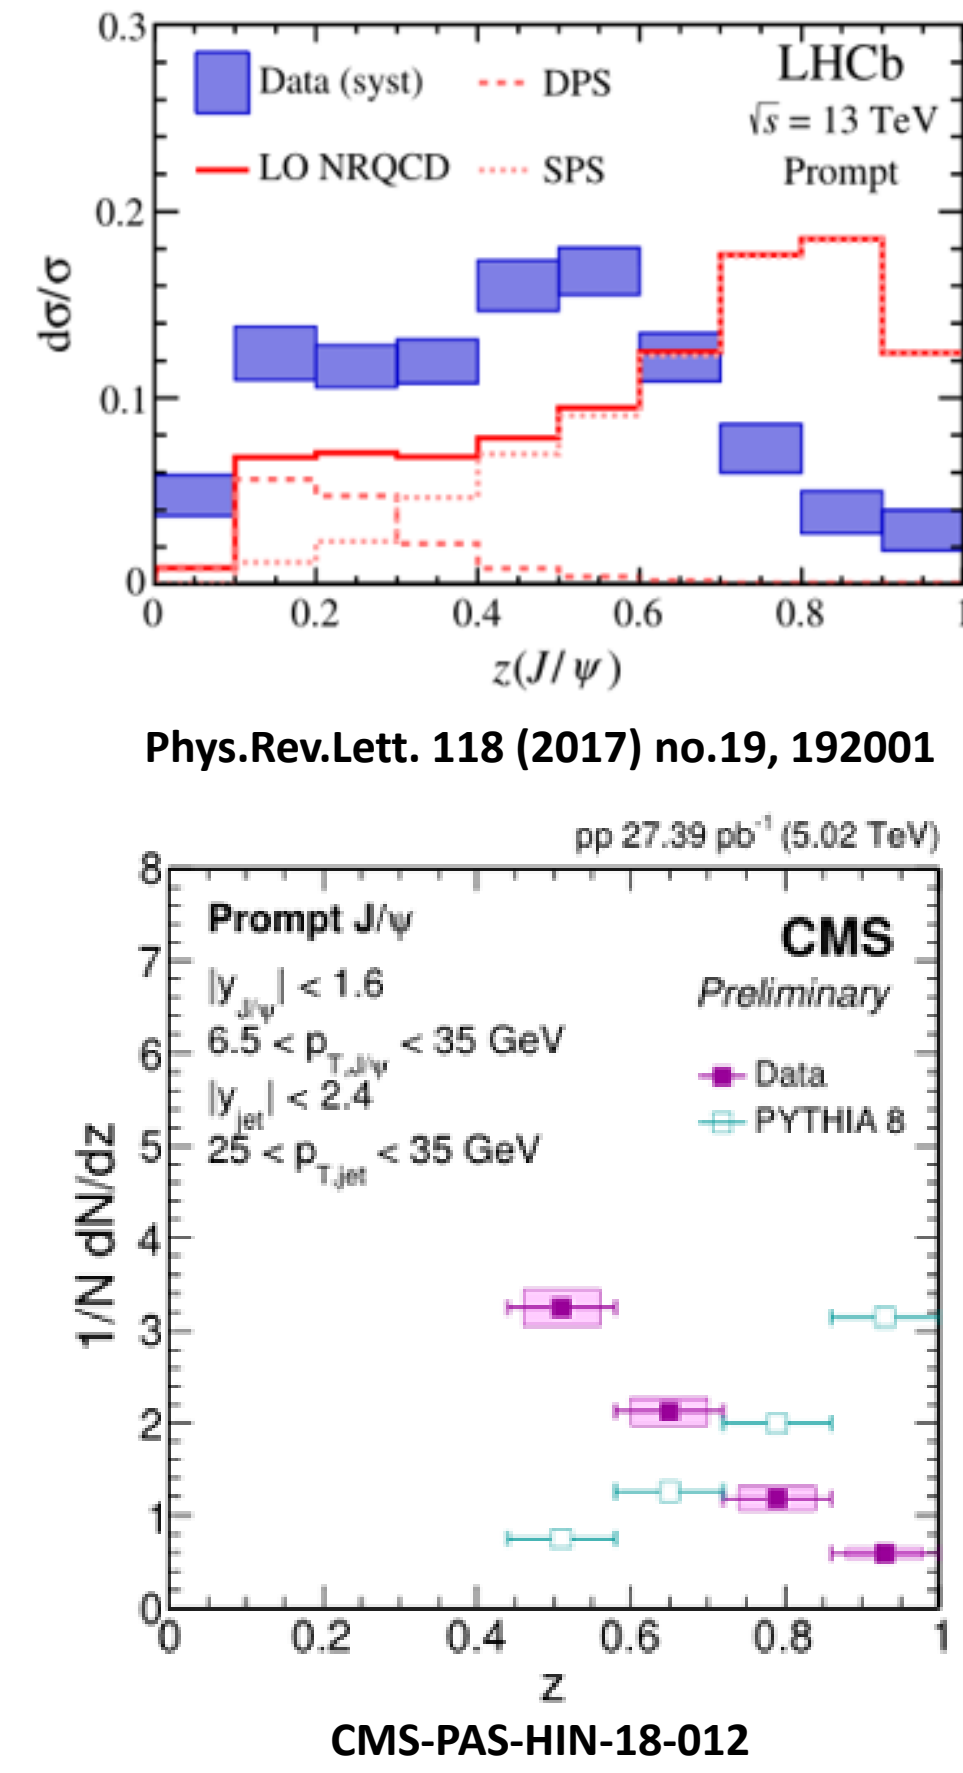 0.3
Data (syst)
DPS
LHCb
√s = 13 TeV
LO NRQCD
SPS
Prompt
0.2
dσ/σ
0.1
0
0 0.2 0.4 0.6 0.8 1
z(J/ψ)
Phys.Rev.Lett. 118 (2017) no.19, 192001
pp 27.39 pb⁻¹ (5.02 TeV)
8
Prompt J/ψ
CMS
7
|y_J/ψ| < 1.6
Preliminary
6.5 < p_T,J/ψ < 35 GeV
6
Data
|y_jet| < 2.4
PYTHIA 8
5
25 < p_T,jet < 35 GeV
1/N dN/dz
4
3
2
1
0
0 0.2 0.4 0.6 0.8 1
z
CMS-PAS-HIN-18-012